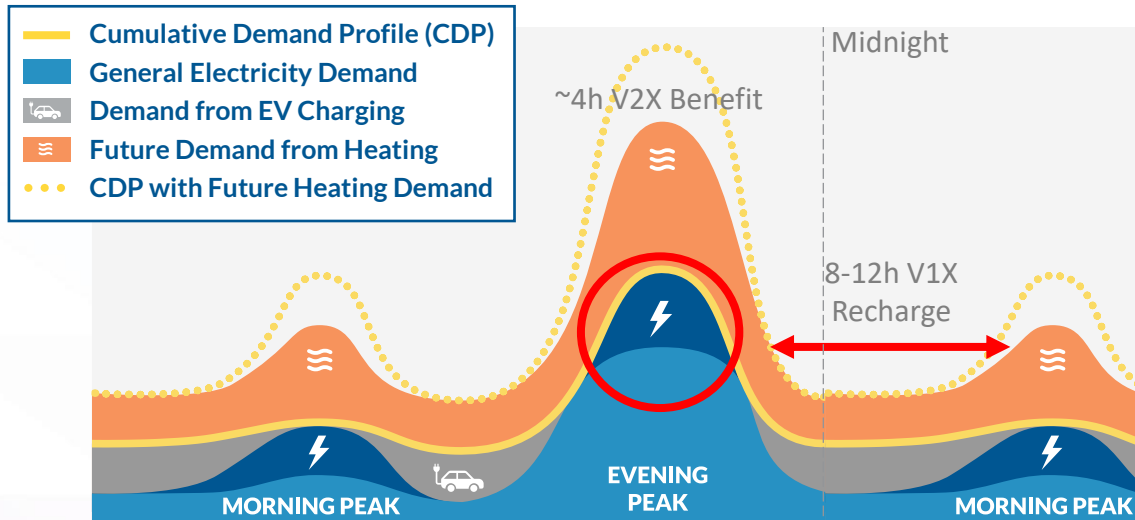 Cumulative Demand Profile (CDP)
General Electricity Demand
Demand from EV Charging
Future Demand from Heating
CDP with Future Heating Demand
Midnight
~4h V2X Benefit
8-12h V1X
Recharge
MORNING PEAK
EVENING
PEAK
MORNING PEAK